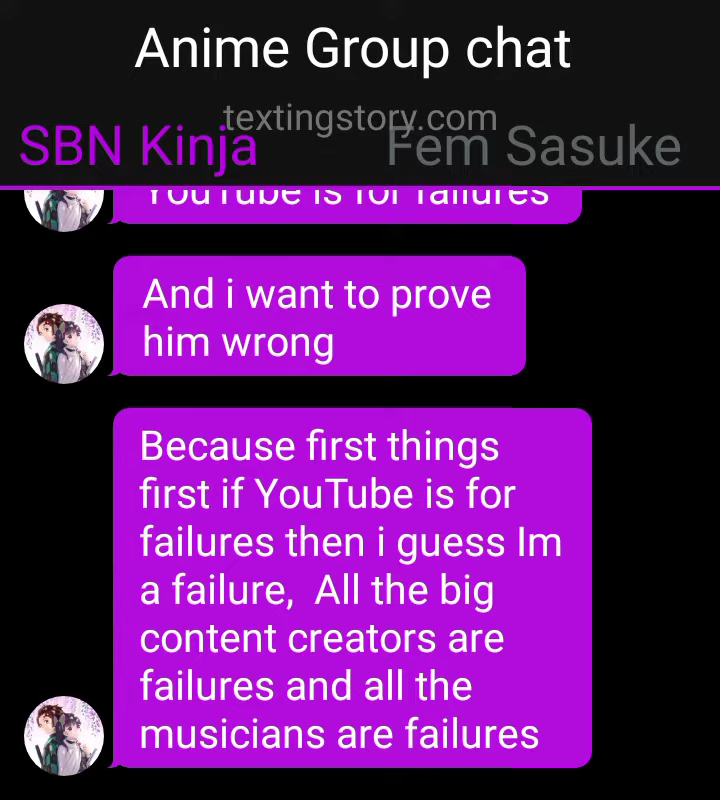 Anime Group chat
textingstory.com
SBN Kinja Fem Sasuke
YouTube is for failures
And i want to prove
him wrong
Because first things
first if YouTube is for
failures then i guess Im
a failure, All the big
content creators are
failures and all the
musicians are failures